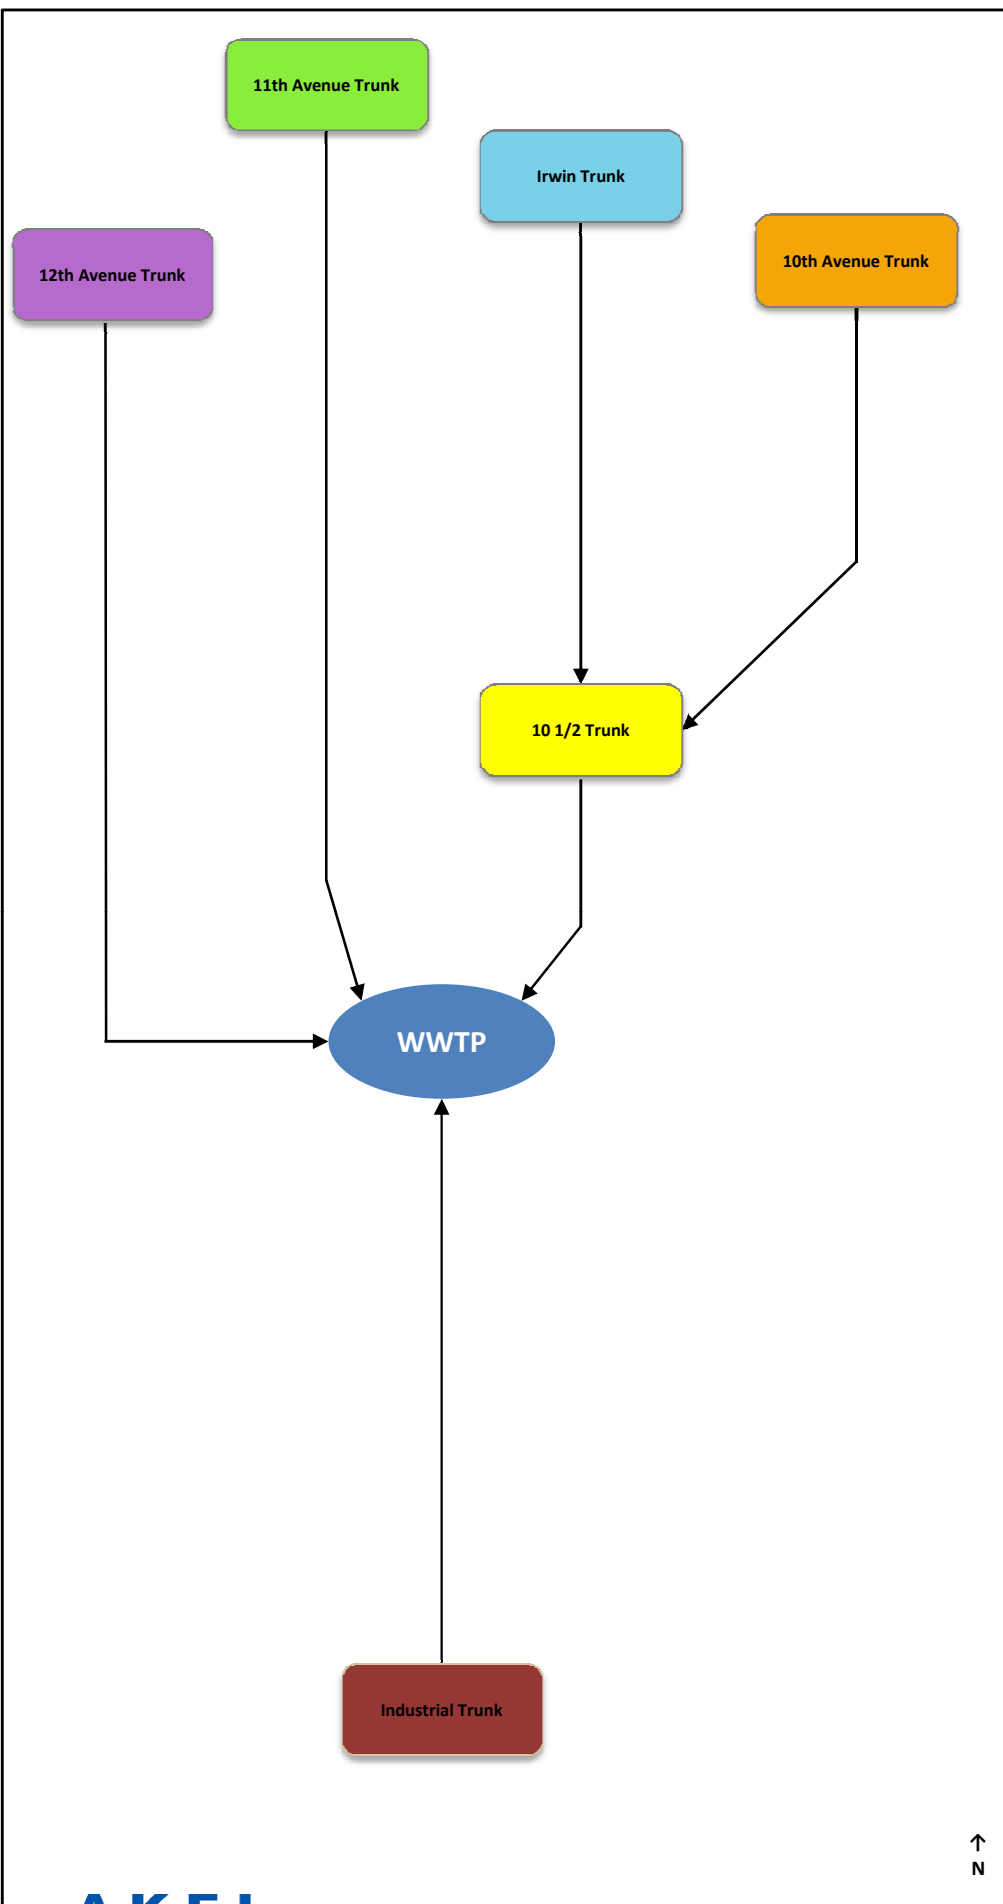 11th Avenue Trunk
Irwin Trunk
10th Avenue Trunk
12th Avenue Trunk
10 1/2 Trunk
WWTP
Industrial Trunk
↑
N